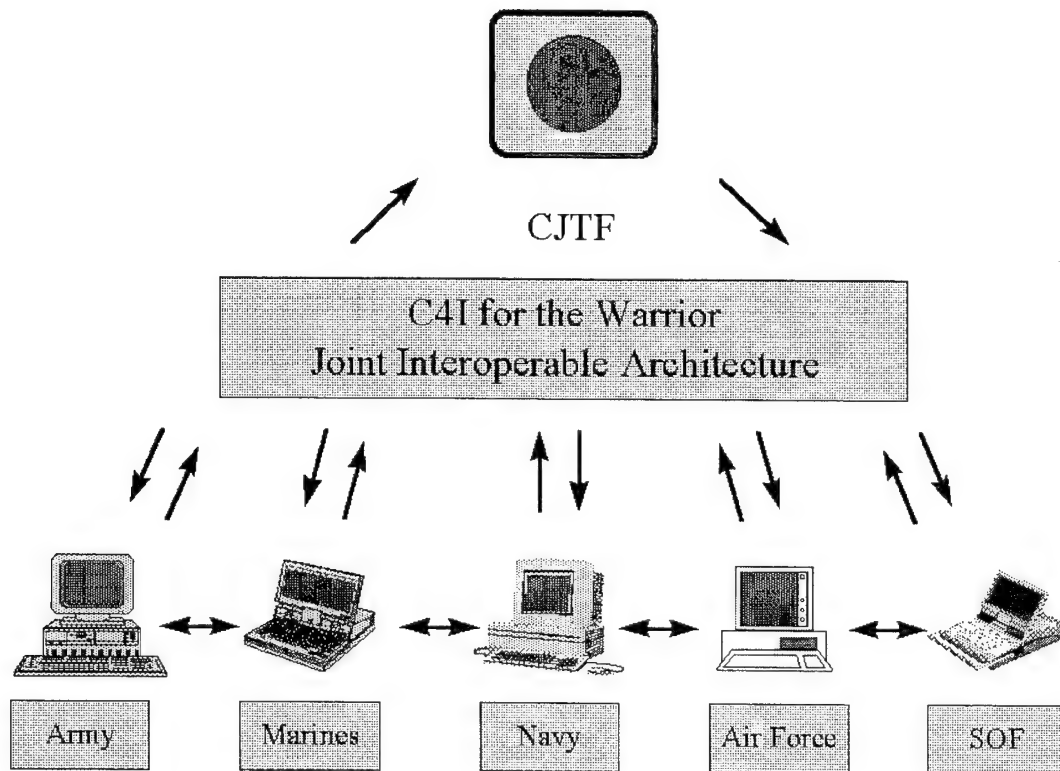 CJTF
C4I for the Warrior
Joint Interoperable Architecture
Army
Marines
Navy
Air Force
SOF